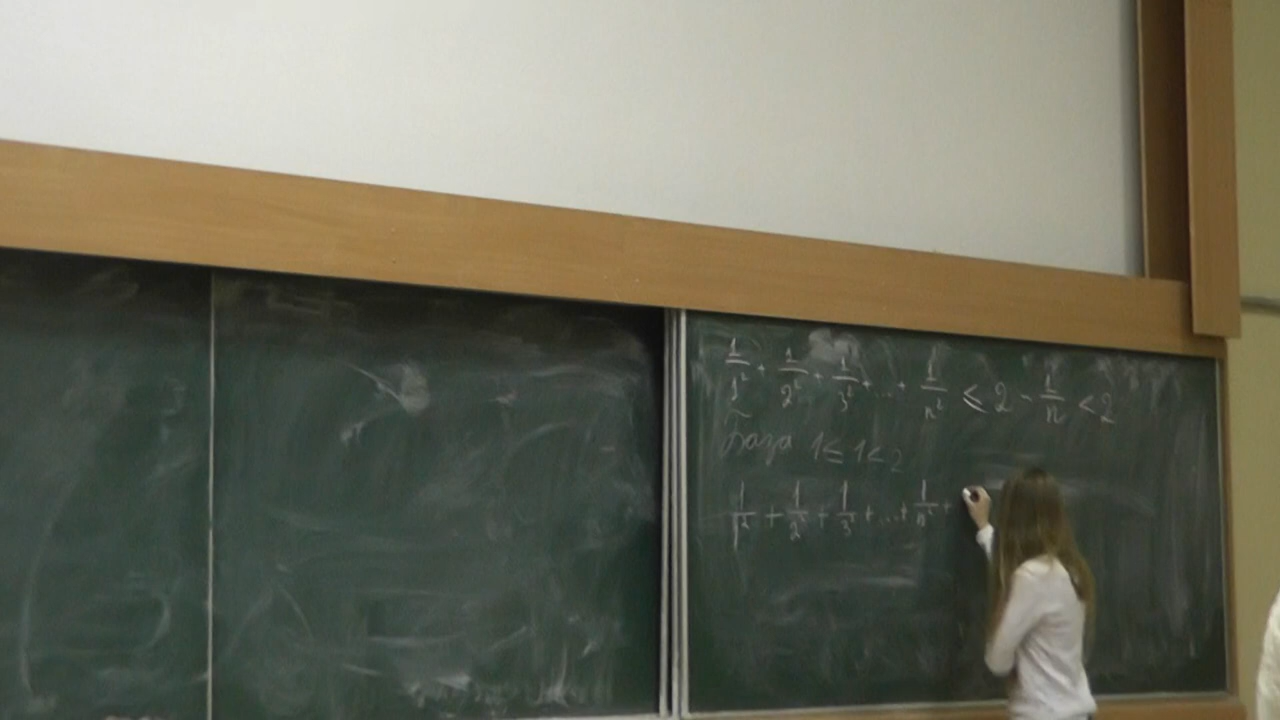 1/1² + 1/2² + 1/3² + ... + 1/n² ⩽ 2 - 1/n < 2
База 1 ⩽ 1 < 2
1/1² + 1/2² + 1/3² + ... + 1/n² +